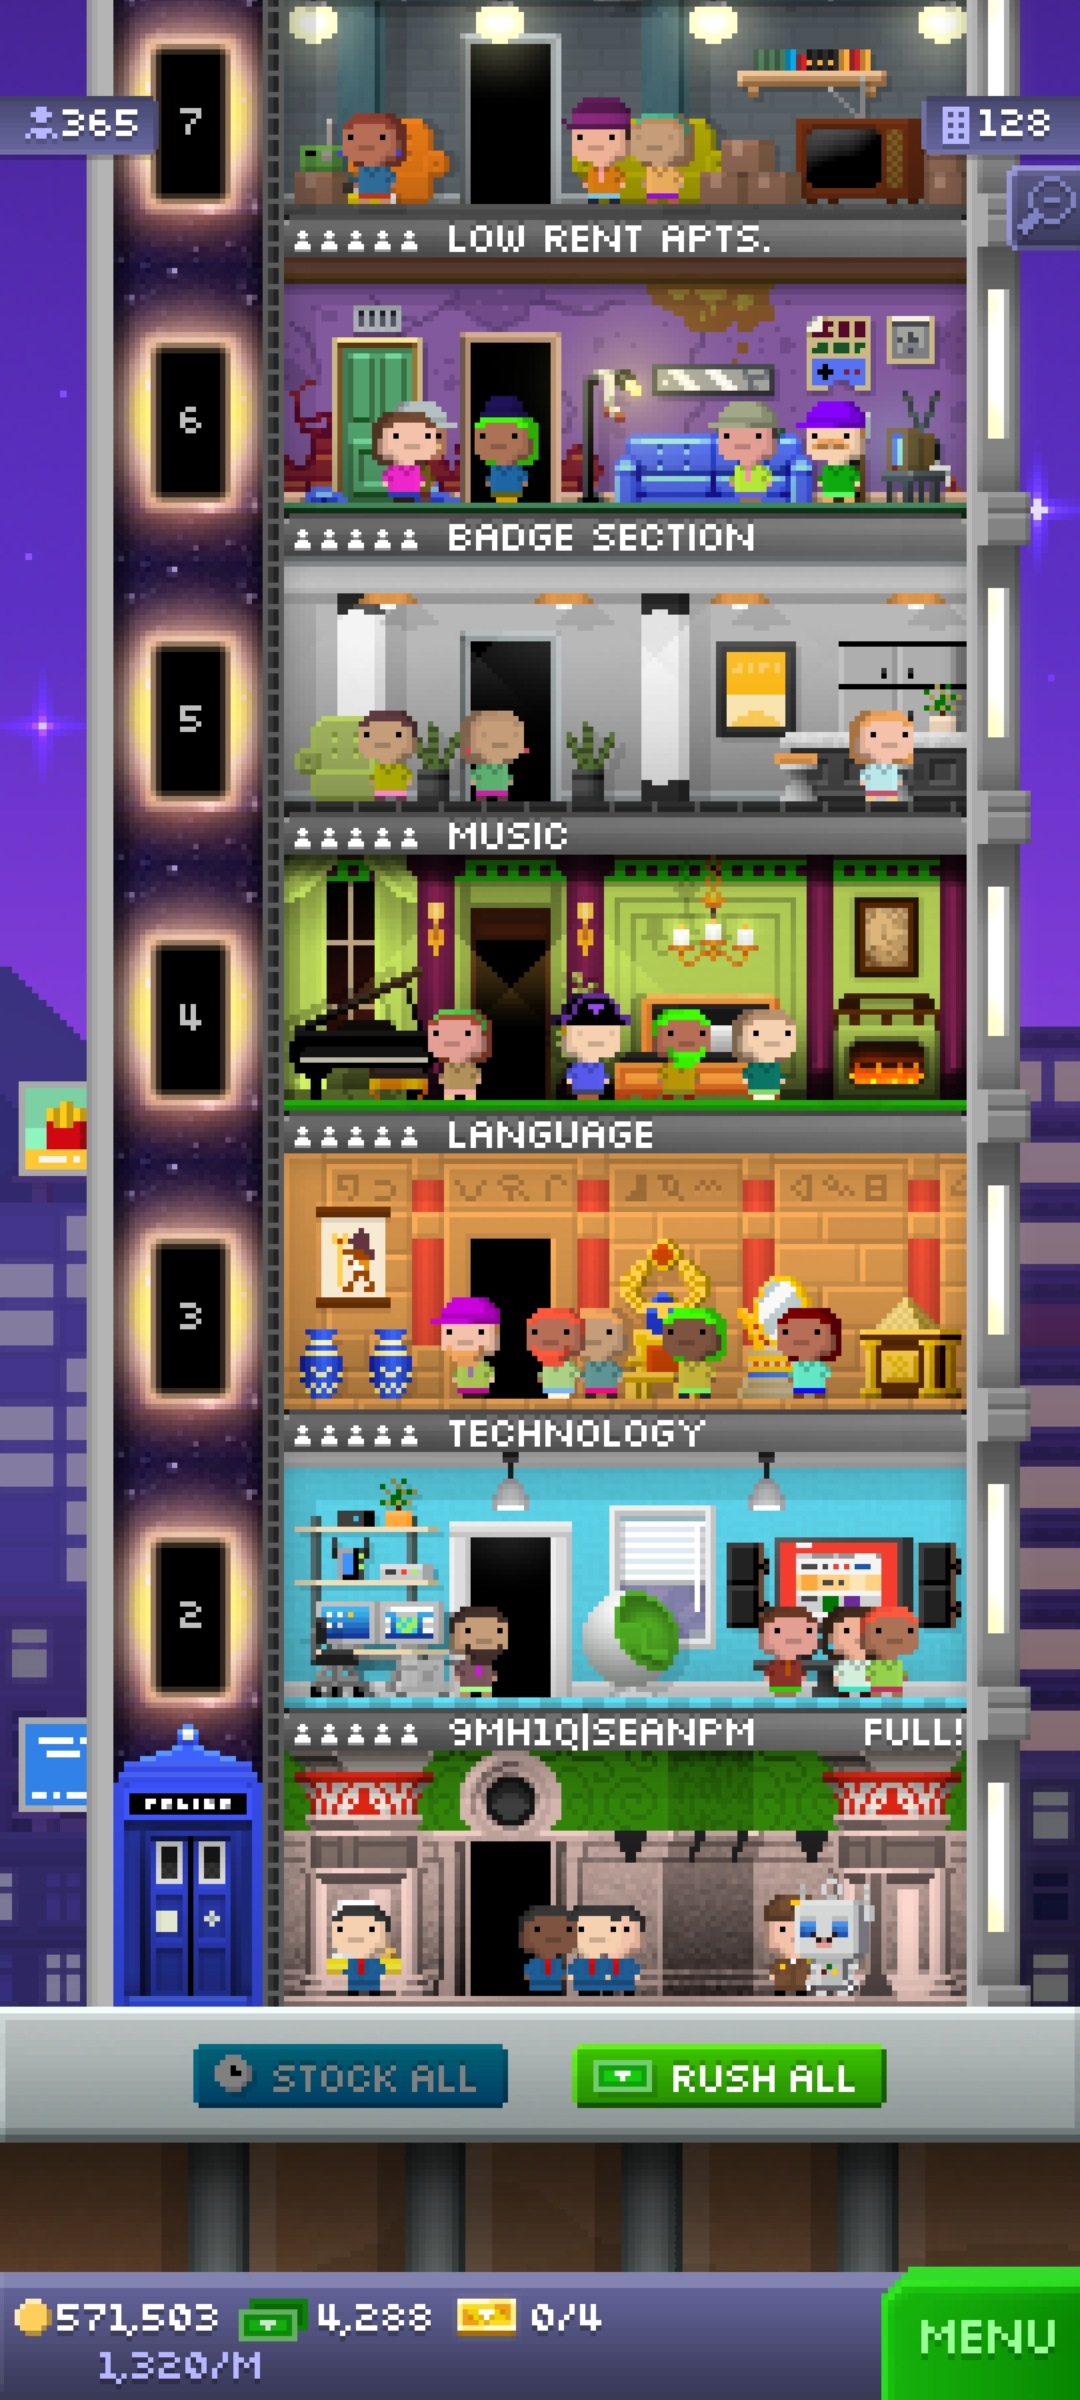 7
365
128
LOW RENT APTS.
6
BADGE SECTION
5
MUSIC
4
LANGUAGE
3
TECHNOLOGY
2
9MH1Q|SEANPM FULL!
POLICE
STOCK ALL
RUSH ALL
571,503 4,288 0/4
1,320/M
MENU